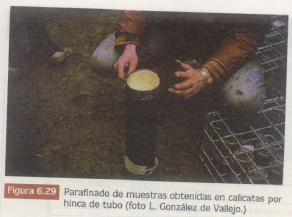 Figura 6.29 Parafinado de muestras obtenidas en calicatas por
hinca de tubo (foto L. González de Vallejo.)